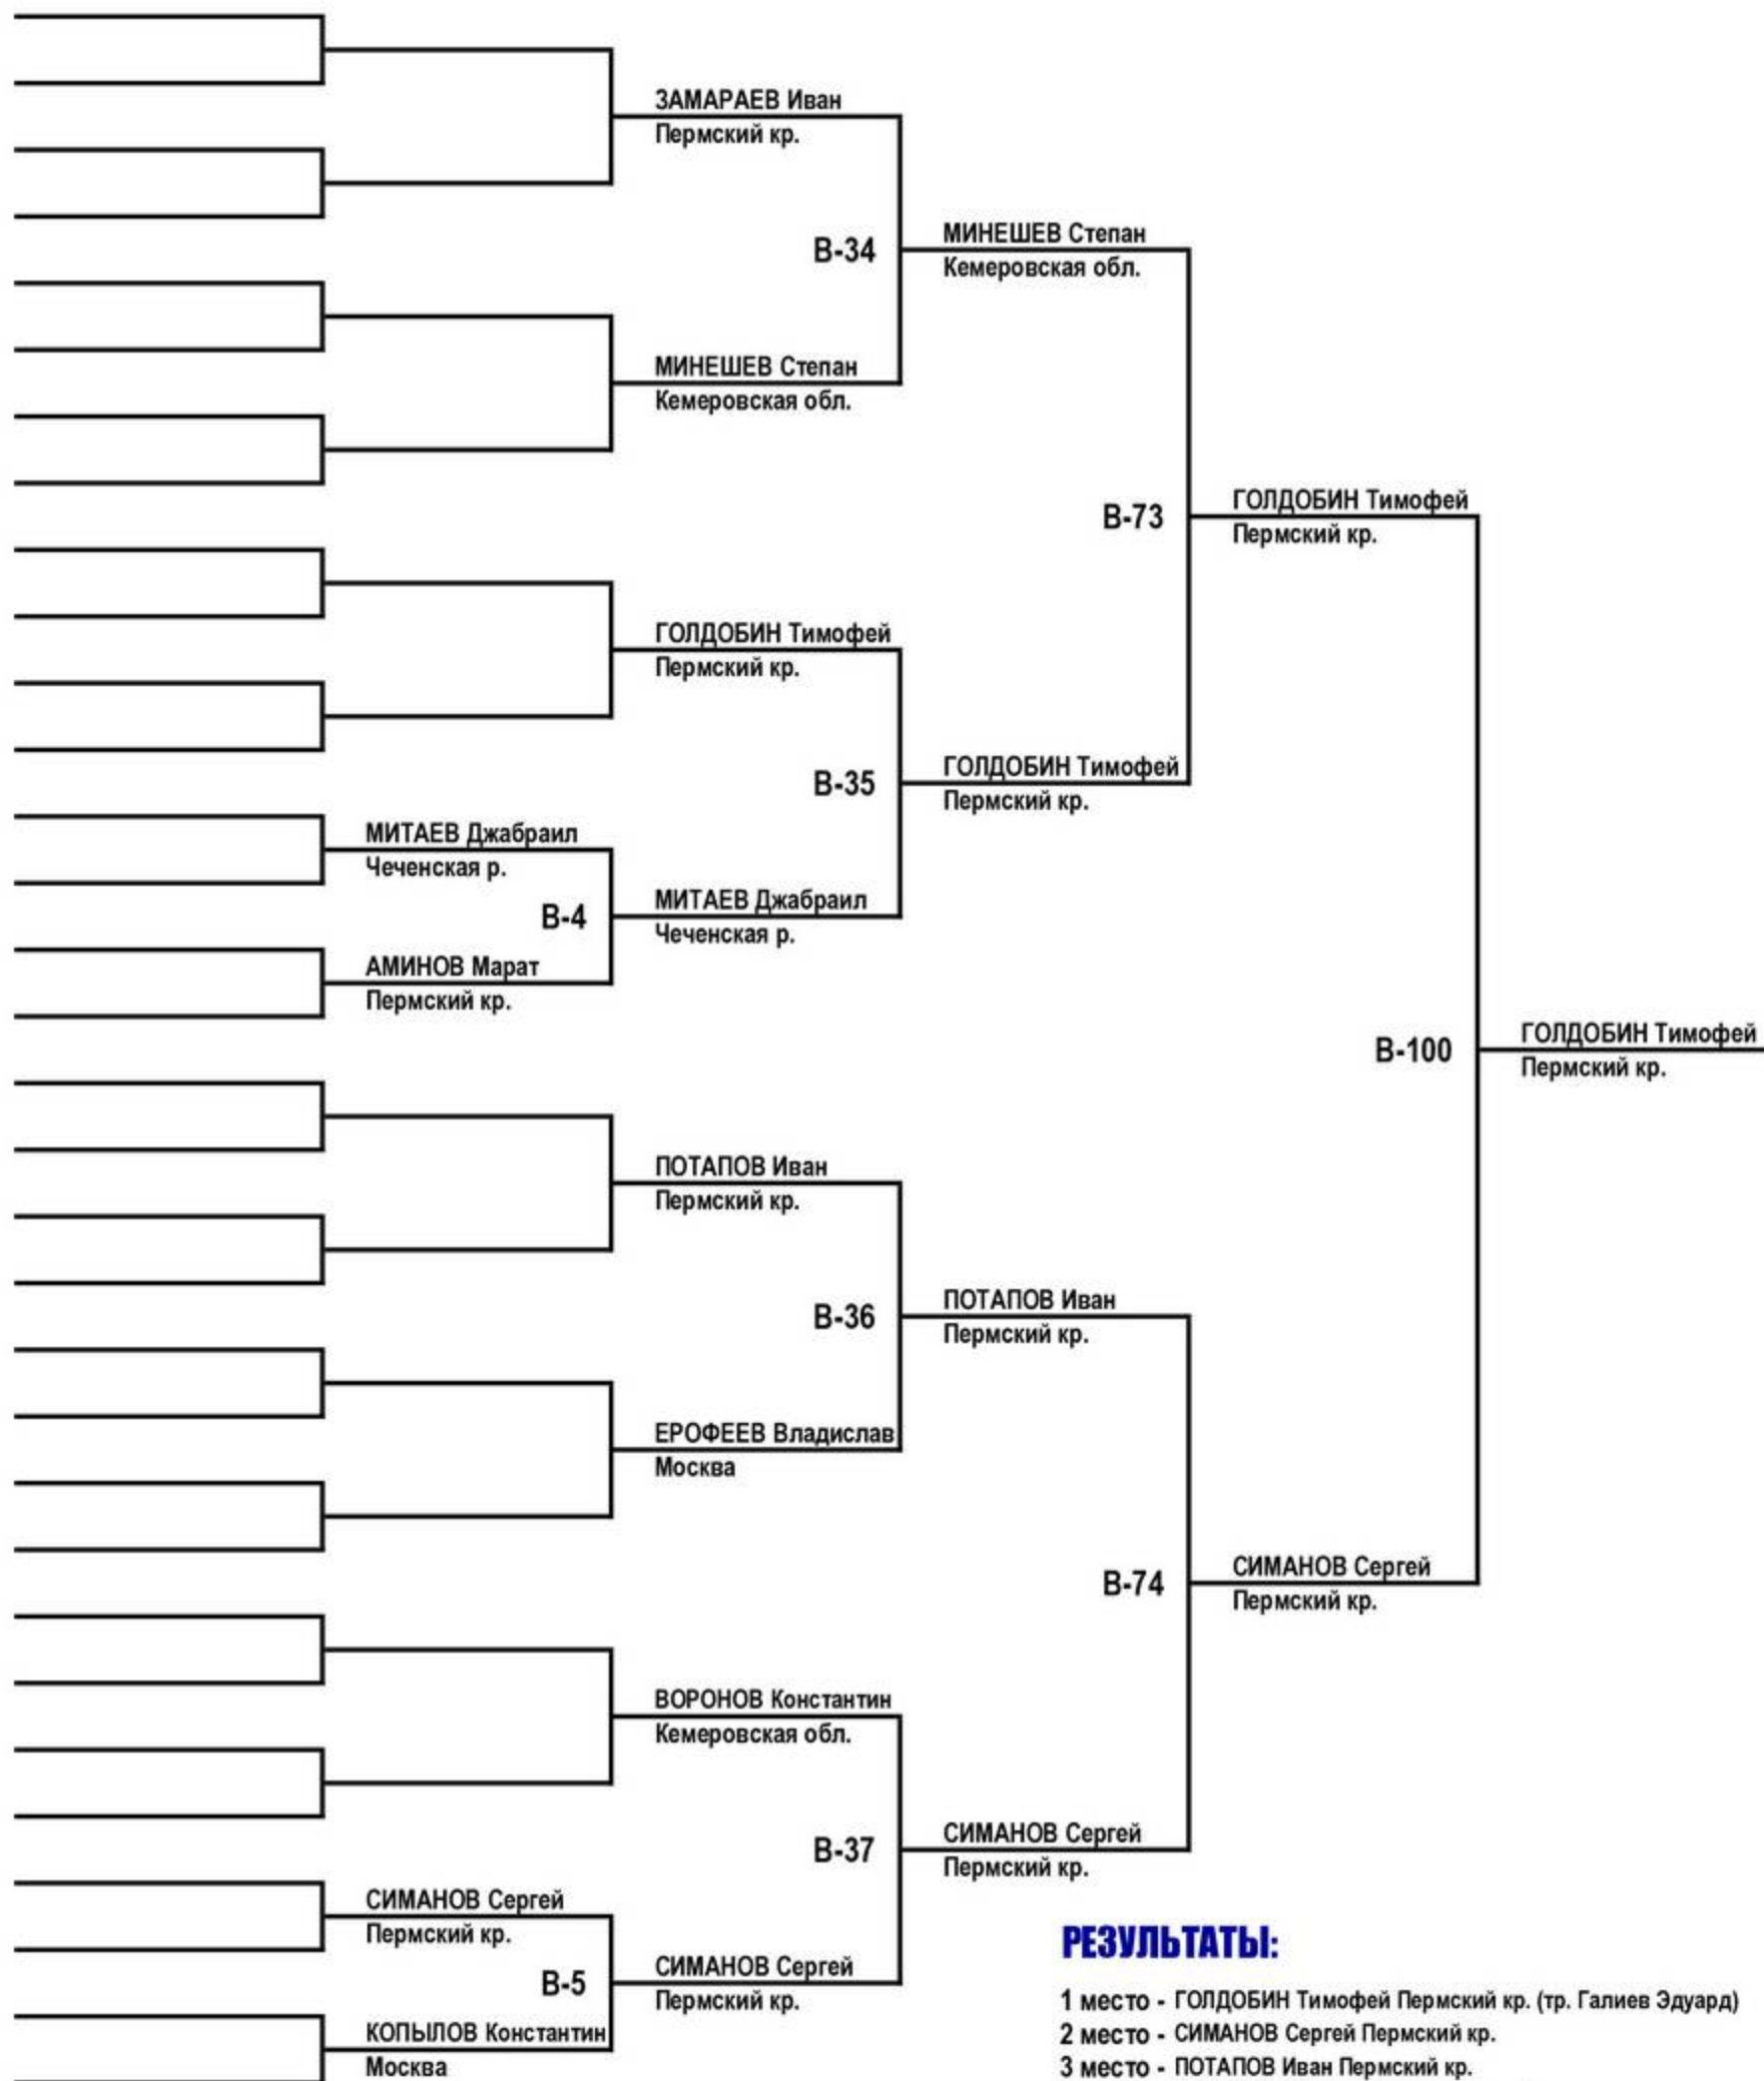 ЗАМАРАЕВ Иван
Пермский кр.
В-34
МИНЕШЕВ Степан
Кемеровская обл.
МИНЕШЕВ Степан
Кемеровская обл.
В-73
ГОЛДОБИН Тимофей
Пермский кр.
ГОЛДОБИН Тимофей
Пермский кр.
В-35
ГОЛДОБИН Тимофей
Пермский кр.
МИТАЕВ Джабраил
Чеченская р.
В-4
МИТАЕВ Джабраил
Чеченская р.
АМИНОВ Марат
Пермский кр.
В-100
ГОЛДОБИН Тимофей
Пермский кр.
ПОТАПОВ Иван
Пермский кр.
В-36
ПОТАПОВ Иван
Пермский кр.
ЕРОФЕЕВ Владислав
Москва
В-74
СИМАНОВ Сергей
Пермский кр.
ВОРОНОВ Константин
Кемеровская обл.
В-37
СИМАНОВ Сергей
Пермский кр.
СИМАНОВ Сергей
Пермский кр.
В-5
СИМАНОВ Сергей
Пермский кр.
КОПЫЛОВ Константин
Москва
РЕЗУЛЬТАТЫ:
1 место - ГОЛДОБИН Тимофей Пермский кр. (тр. Галиев Эдуард)
2 место - СИМАНОВ Сергей Пермский кр.
3 место - ПОТАПОВ Иван Пермский кр.